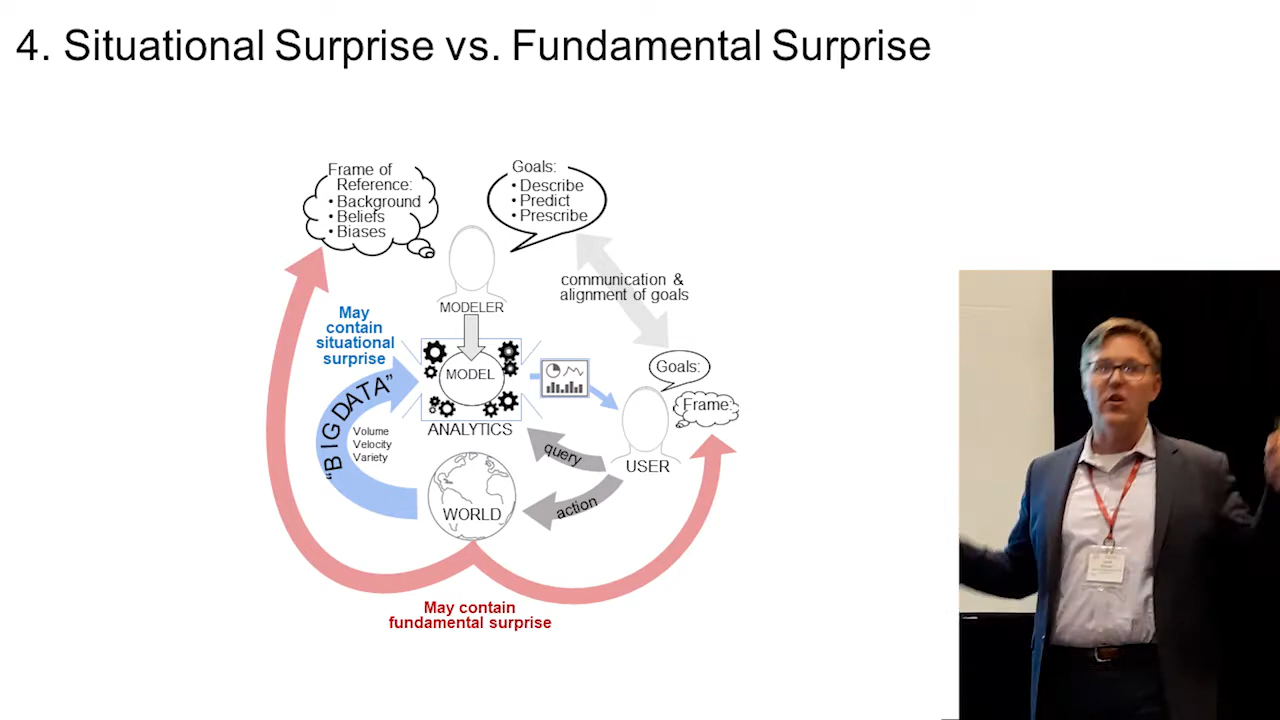 4. Situational Surprise vs. Fundamental Surprise
Frame of
Reference:
• Background
• Beliefs
• Biases
Goals:
• Describe
• Predict
• Prescribe
MODELER
communication &
alignment of goals
May
contain
situational
surprise
MODEL
ANALYTICS
"BIG DATA"
Volume
Velocity
Variety
Goals:
Frame:
USER
query
action
WORLD
May contain
fundamental surprise